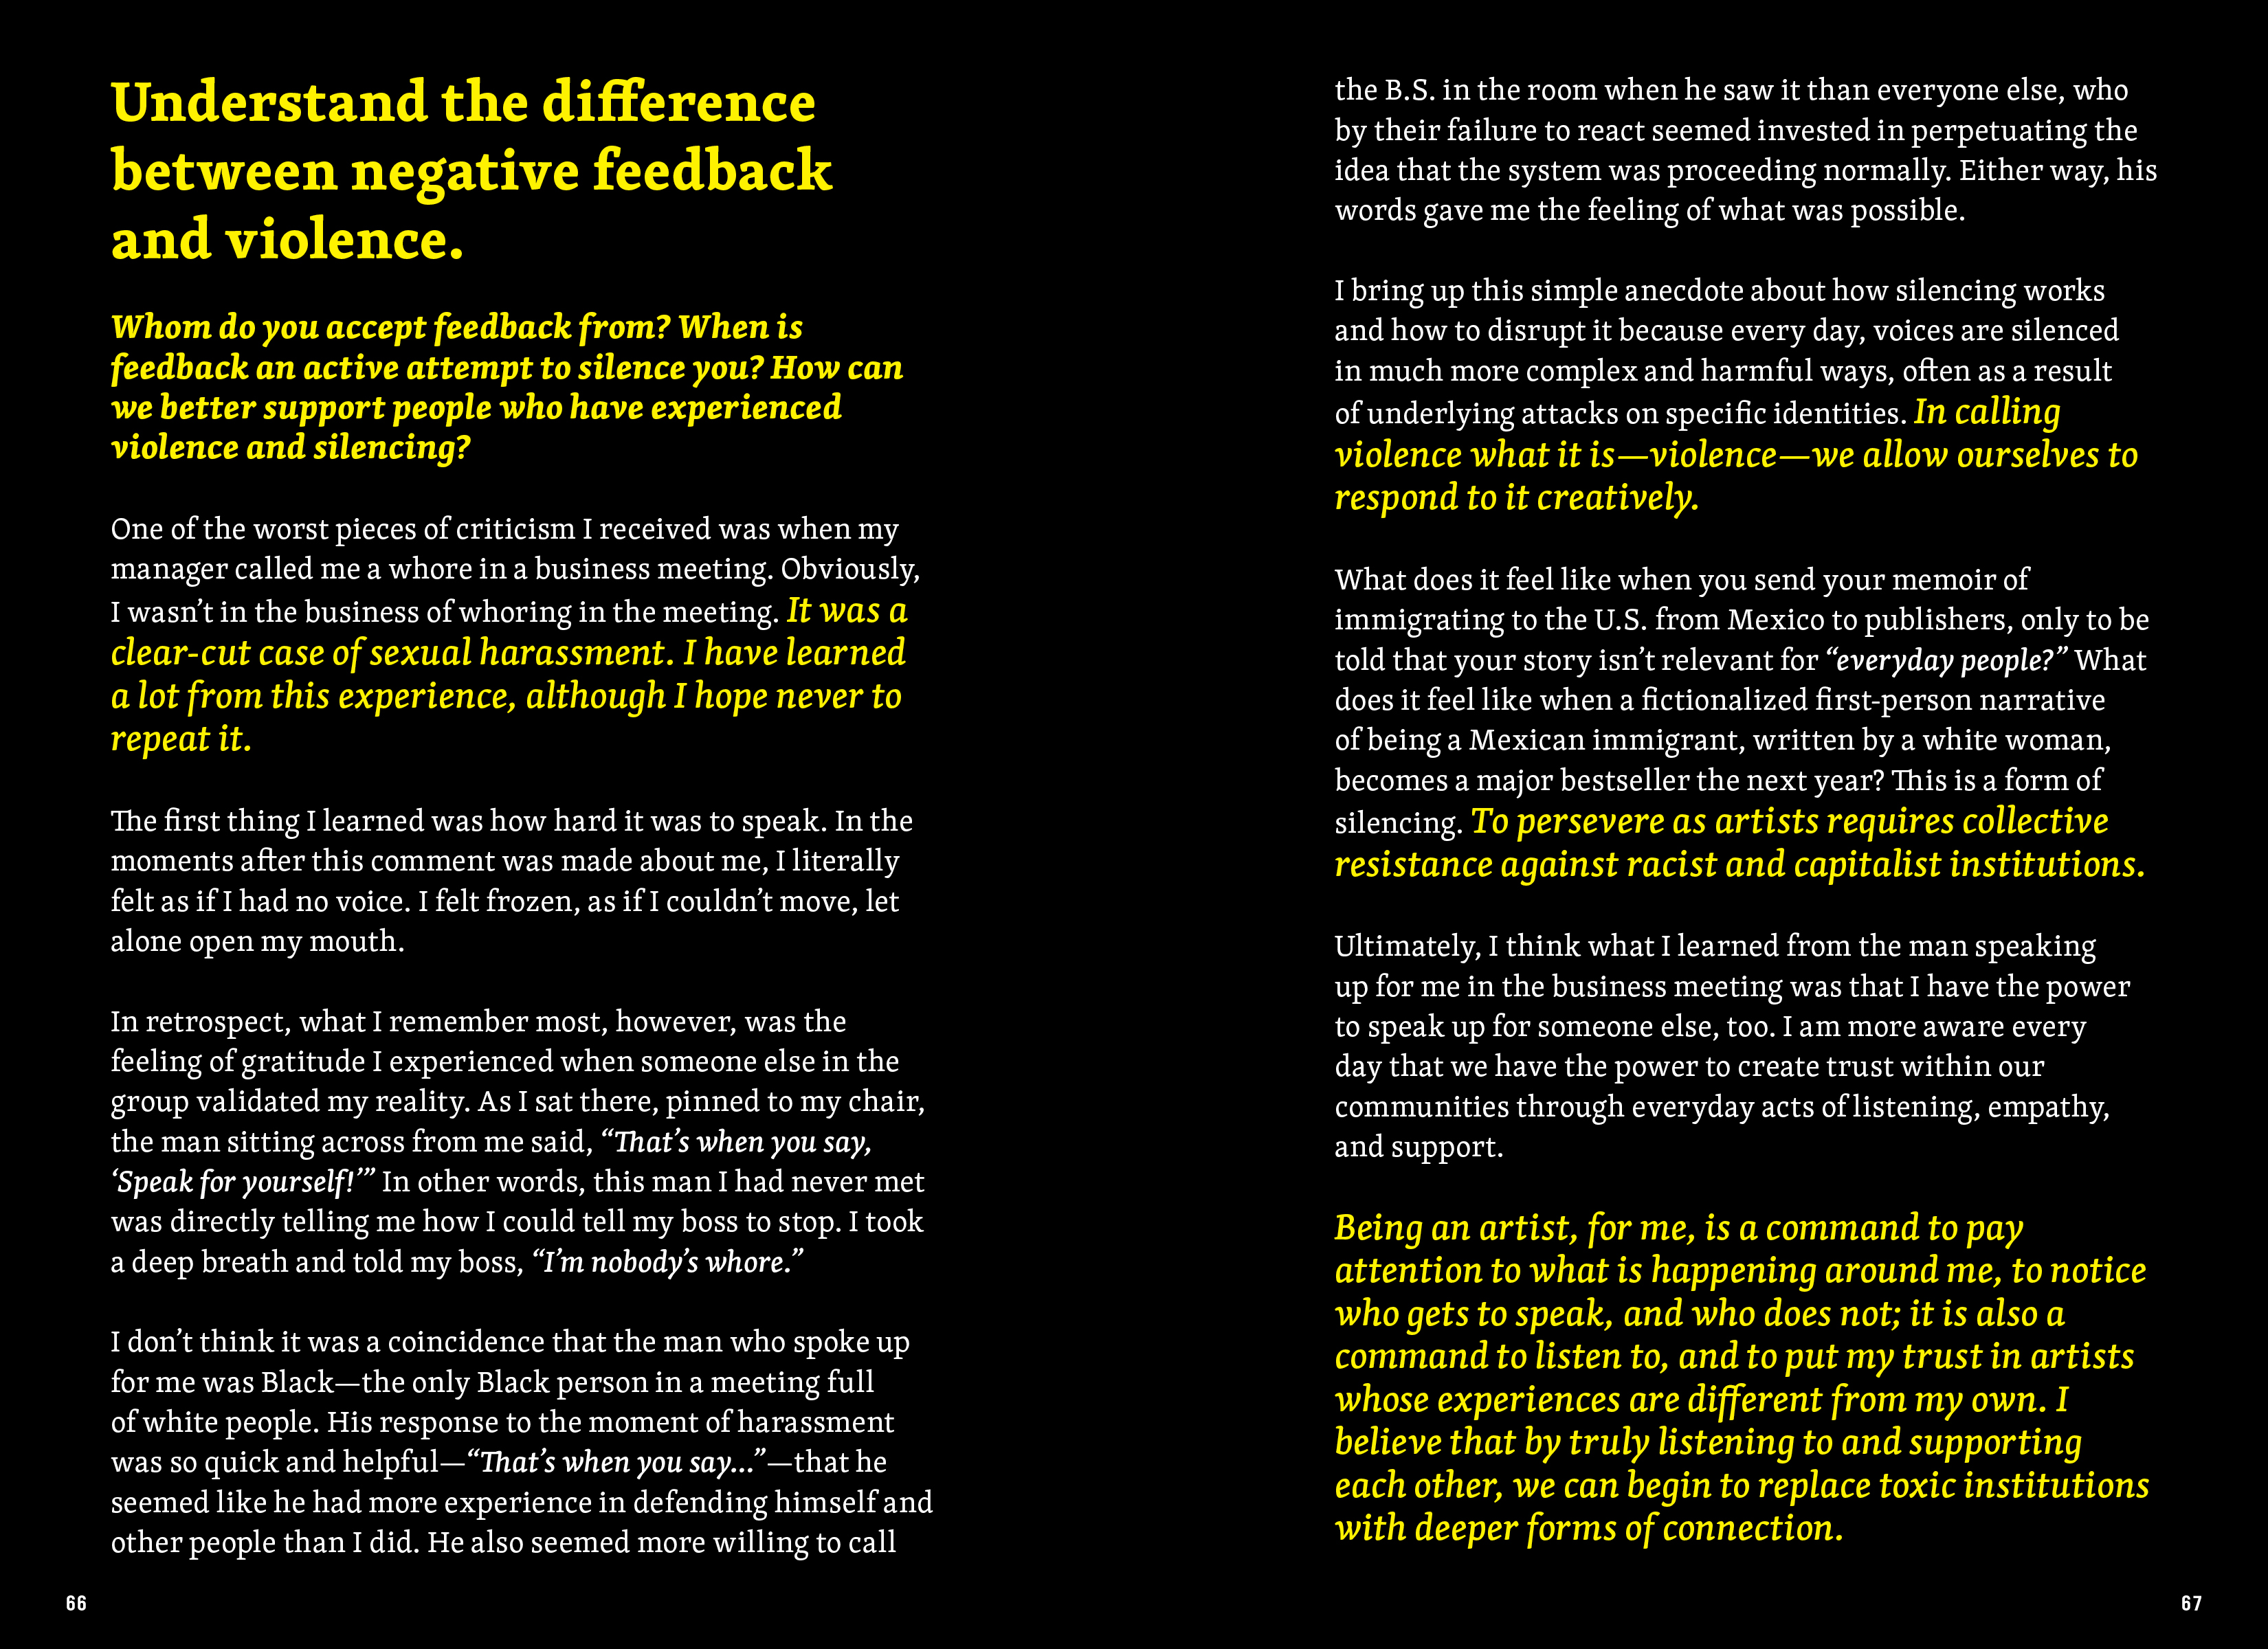 Understand the difference
between negative feedback
and violence.
Whom do you accept feedback from? When is
feedback an active attempt to silence you? How can
we better support people who have experienced
violence and silencing?
One of the worst pieces of criticism I received was when my
manager called me a whore in a business meeting. Obviously,
I wasn’t in the business of whoring in the meeting. It was a
clear-cut case of sexual harassment. I have learned
a lot from this experience, although I hope never to
repeat it.
The first thing I learned was how hard it was to speak. In the
moments after this comment was made about me, I literally
felt as if I had no voice. I felt frozen, as if I couldn’t move, let
alone open my mouth.
In retrospect, what I remember most, however, was the
feeling of gratitude I experienced when someone else in the
group validated my reality. As I sat there, pinned to my chair,
the man sitting across from me said, “That’s when you say,
‘Speak for yourself!’” In other words, this man I had never met
was directly telling me how I could tell my boss to stop. I took
a deep breath and told my boss, “I’m nobody’s whore.”
I don’t think it was a coincidence that the man who spoke up
for me was Black—the only Black person in a meeting full
of white people. His response to the moment of harassment
was so quick and helpful—“That’s when you say...”—that he
seemed like he had more experience in defending himself and
other people than I did. He also seemed more willing to call
66
the B.S. in the room when he saw it than everyone else, who
by their failure to react seemed invested in perpetuating the
idea that the system was proceeding normally. Either way, his
words gave me the feeling of what was possible.
I bring up this simple anecdote about how silencing works
and how to disrupt it because every day, voices are silenced
in much more complex and harmful ways, often as a result
of underlying attacks on specific identities. In calling
violence what it is—violence—we allow ourselves to
respond to it creatively.
What does it feel like when you send your memoir of
immigrating to the U.S. from Mexico to publishers, only to be
told that your story isn’t relevant for “everyday people?” What
does it feel like when a fictionalized first-person narrative
of being a Mexican immigrant, written by a white woman,
becomes a major bestseller the next year? This is a form of
silencing. To persevere as artists requires collective
resistance against racist and capitalist institutions.
Ultimately, I think what I learned from the man speaking
up for me in the business meeting was that I have the power
to speak up for someone else, too. I am more aware every
day that we have the power to create trust within our
communities through everyday acts of listening, empathy,
and support.
Being an artist, for me, is a command to pay
attention to what is happening around me, to notice
who gets to speak, and who does not; it is also a
command to listen to, and to put my trust in artists
whose experiences are different from my own. I
believe that by truly listening to and supporting
each other, we can begin to replace toxic institutions
with deeper forms of connection.
67